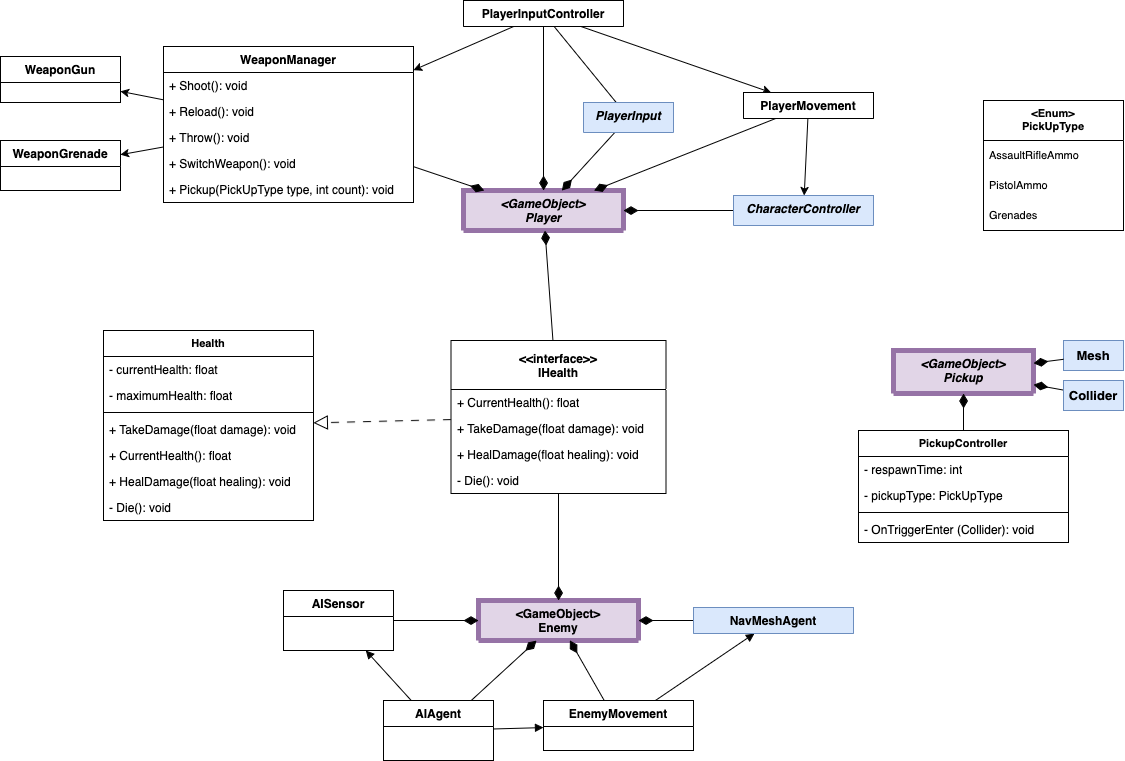 PlayerInputController
WeaponManager
+ Shoot(): void
+ Reload(): void
+ Throw(): void
+ SwitchWeapon(): void
+ Pickup(PickUpType type, int count): void
WeaponGun
WeaponGrenade
PlayerInput
PlayerMovement
CharacterController
<GameObject>
Player
<Enum>
PickUpType
AssaultRifleAmmo
PistolAmmo
Grenades
Health
- currentHealth: float
- maximumHealth: float
+ TakeDamage(float damage): void
+ CurrentHealth(): float
+ HealDamage(float healing): void
- Die(): void
<<interface>>
IHealth
+ CurrentHealth(): float
+ TakeDamage(float damage): void
+ HealDamage(float healing): void
- Die(): void
<GameObject>
Pickup
Mesh
Collider
PickupController
- respawnTime: int
- pickupType: PickUpType
- OnTriggerEnter (Collider): void
AISensor
<GameObject>
Enemy
NavMeshAgent
AIAgent
EnemyMovement